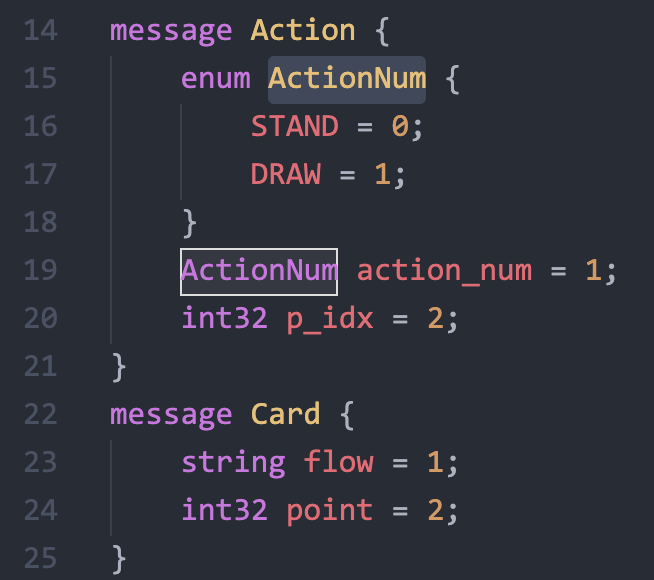 14 message Action {
15 enum ActionNum {
16 STAND = 0;
17 DRAW = 1;
18 }
19 ActionNum action_num = 1;
20 int32 p_idx = 2;
21 }
22 message Card {
23 string flow = 1;
24 int32 point = 2;
25 }